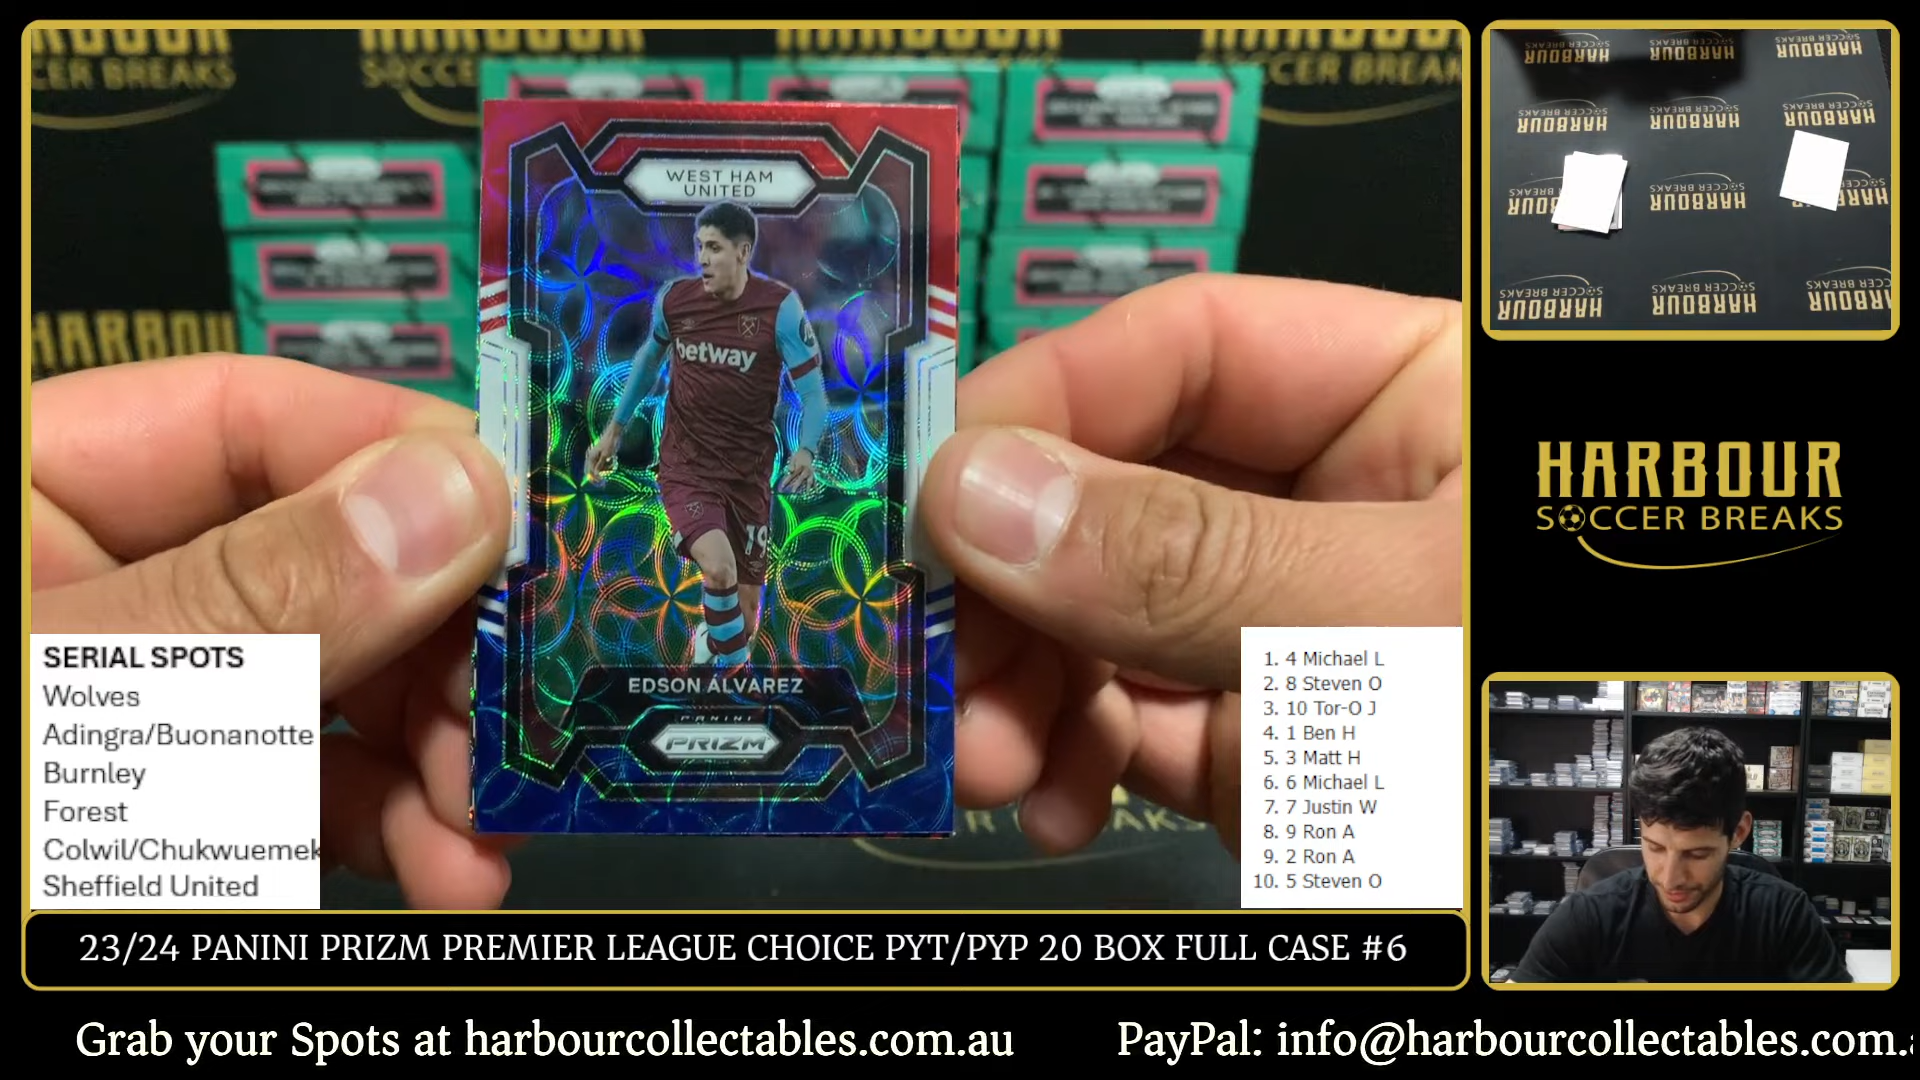 HARBOUR
SOCCER BREAKS
WEST HAM
UNITED
betway
19
EDSON ÁLVAREZ
PANINI
PRIZM
SERIAL SPOTS
Wolves
Adingra/Buonanotte
Burnley
Forest
Colwil/Chukwuemek
Sheffield United
1. 4 Michael L
2. 8 Steven O
3. 10 Tor-O J
4. 1 Ben H
5. 3 Matt H
6. 6 Michael L
7. 7 Justin W
8. 9 Ron A
9. 2 Ron A
10. 5 Steven O
HARBOUR
SOCCER BREAKS
23/24 PANINI PRIZM PREMIER LEAGUE CHOICE PYT/PYP 20 BOX FULL CASE #6
Grab your Spots at harbourcollectables.com.au
PayPal: info@harbourcollectables.com.a